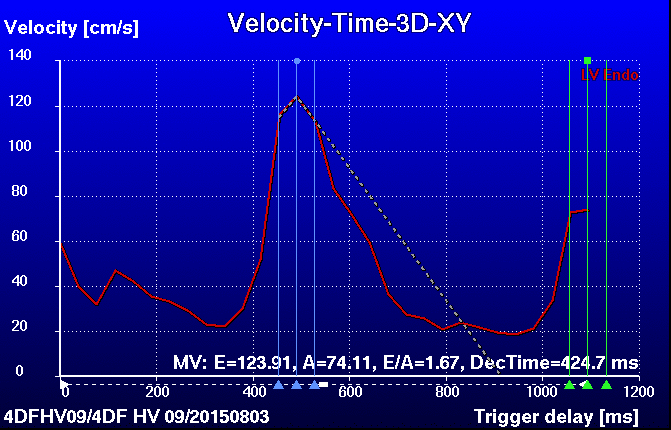 Velocity-Time-3D-XY
Velocity [cm/s]
140
LV Endo
120
100
80
60
40
20
MV: E=123.91, A=74.11, E/A=1.67, DecTime=424.7 ms
0
0 200 400 600 800 1000 1200
4DFHV09/4DF HV 09/20150803 Trigger delay [ms]